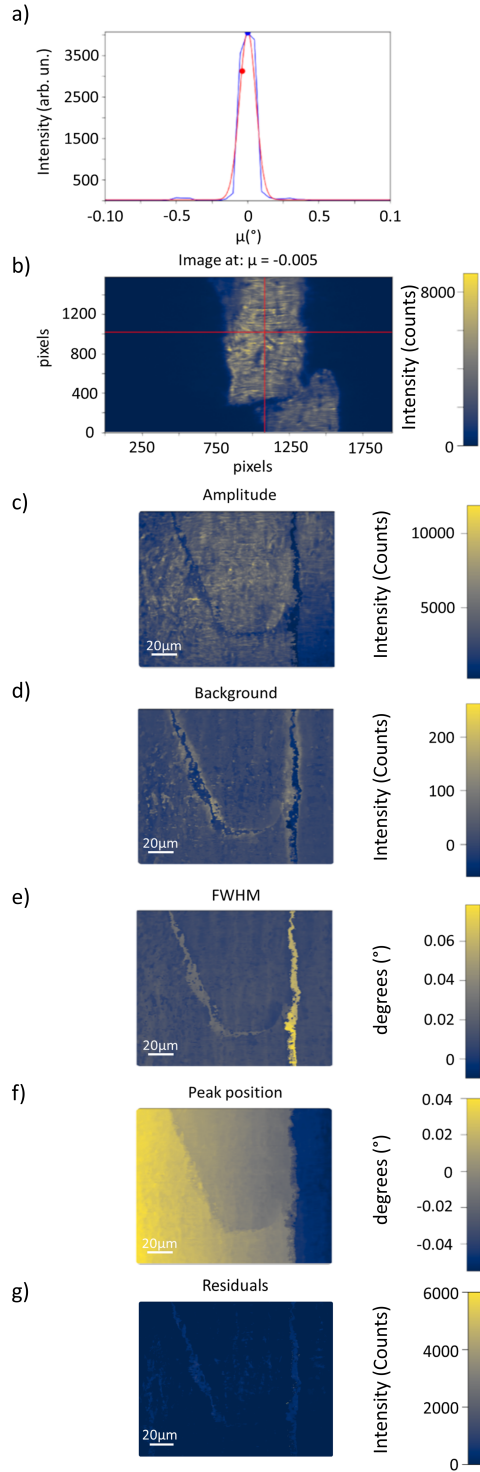 a)
Intensity (arb. un.)
3500
2500
1500
500
-0.10 -0.5 0 0.5 0.1
μ(°)
b)
Image at: μ = -0.005
pixels
1200
800
400
0
250 750 1250 1750
pixels
Intensity (counts)
8000
0
c)
Amplitude
20μm
Intensity (Counts)
10000
5000
d)
Background
20μm
Intensity (Counts)
200
100
0
e)
FWHM
20μm
degrees (°)
0.06
0.04
0.02
0
f)
Peak position
20μm
degrees (°)
0.04
0.02
0
-0.02
-0.04
g)
Residuals
20μm
Intensity (Counts)
6000
4000
2000
0